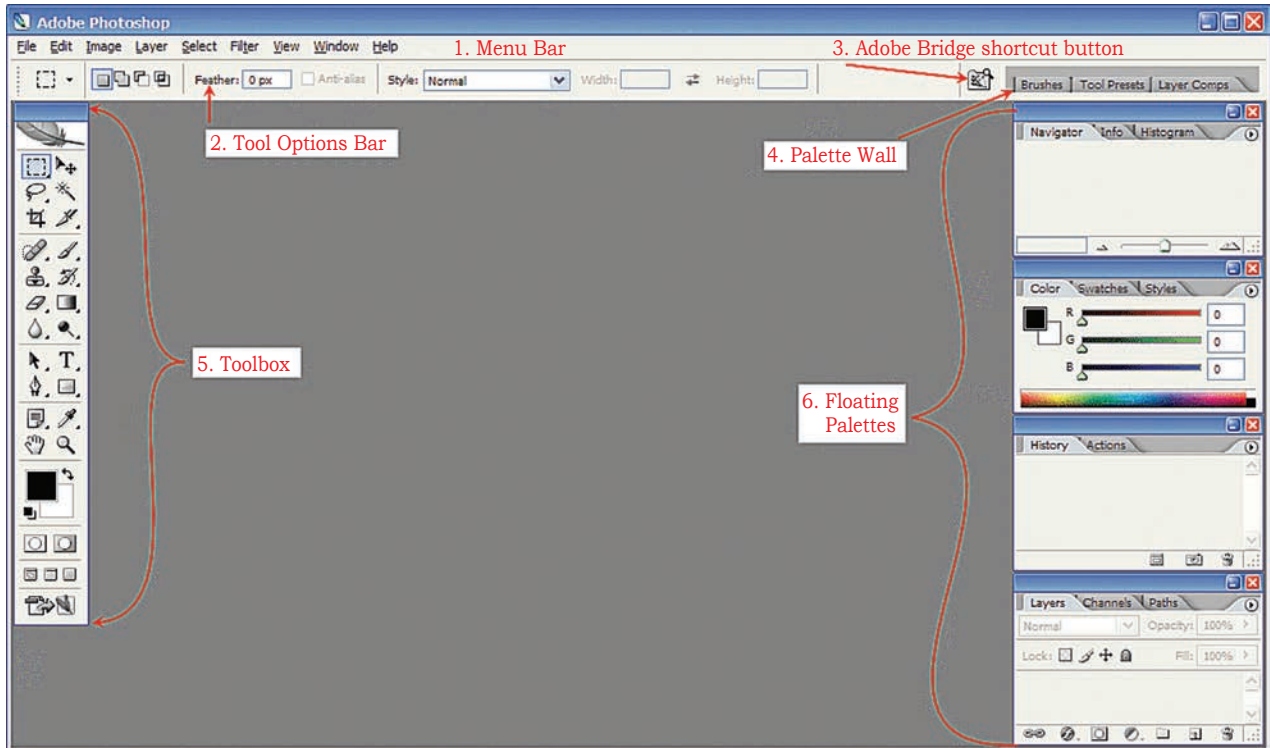 Adobe Photoshop
File Edit Image Layer Select Filter View Window Help
1. Menu Bar
3. Adobe Bridge shortcut button
Feather: 0 px Anti-alias Style: Normal Width: Height:
Brushes Tool Presets Layer Comps
2. Tool Options Bar
4. Palette Wall
Navigator Info Histogram
Color Swatches Styles
R 0
G 0
B 0
T
5. Toolbox
6. Floating
Palettes
History Actions
Layers Channels Paths
Normal Opacity: 100%
Lock: Fill: 100%